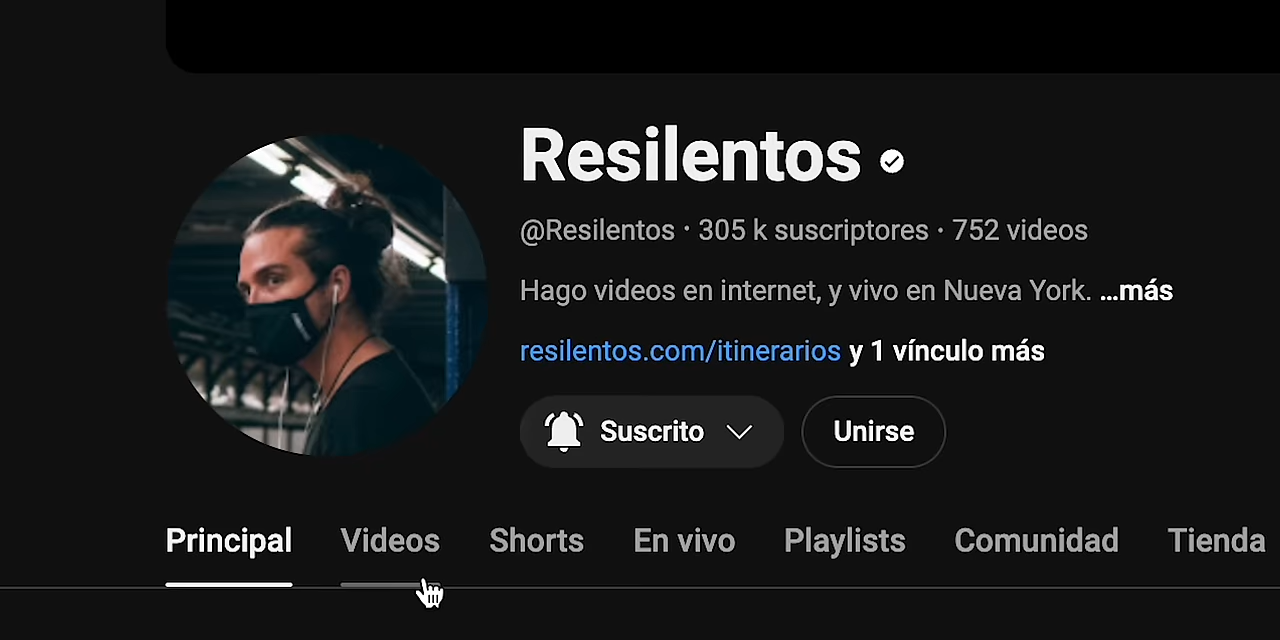 Resilentos
@Resilentos · 305 k suscriptores · 752 videos
Hago videos en internet, y vivo en Nueva York. ...más
resilentos.com/itinerarios y 1 vínculo más
Suscrito Unirse
Principal Videos Shorts En vivo Playlists Comunidad Tienda